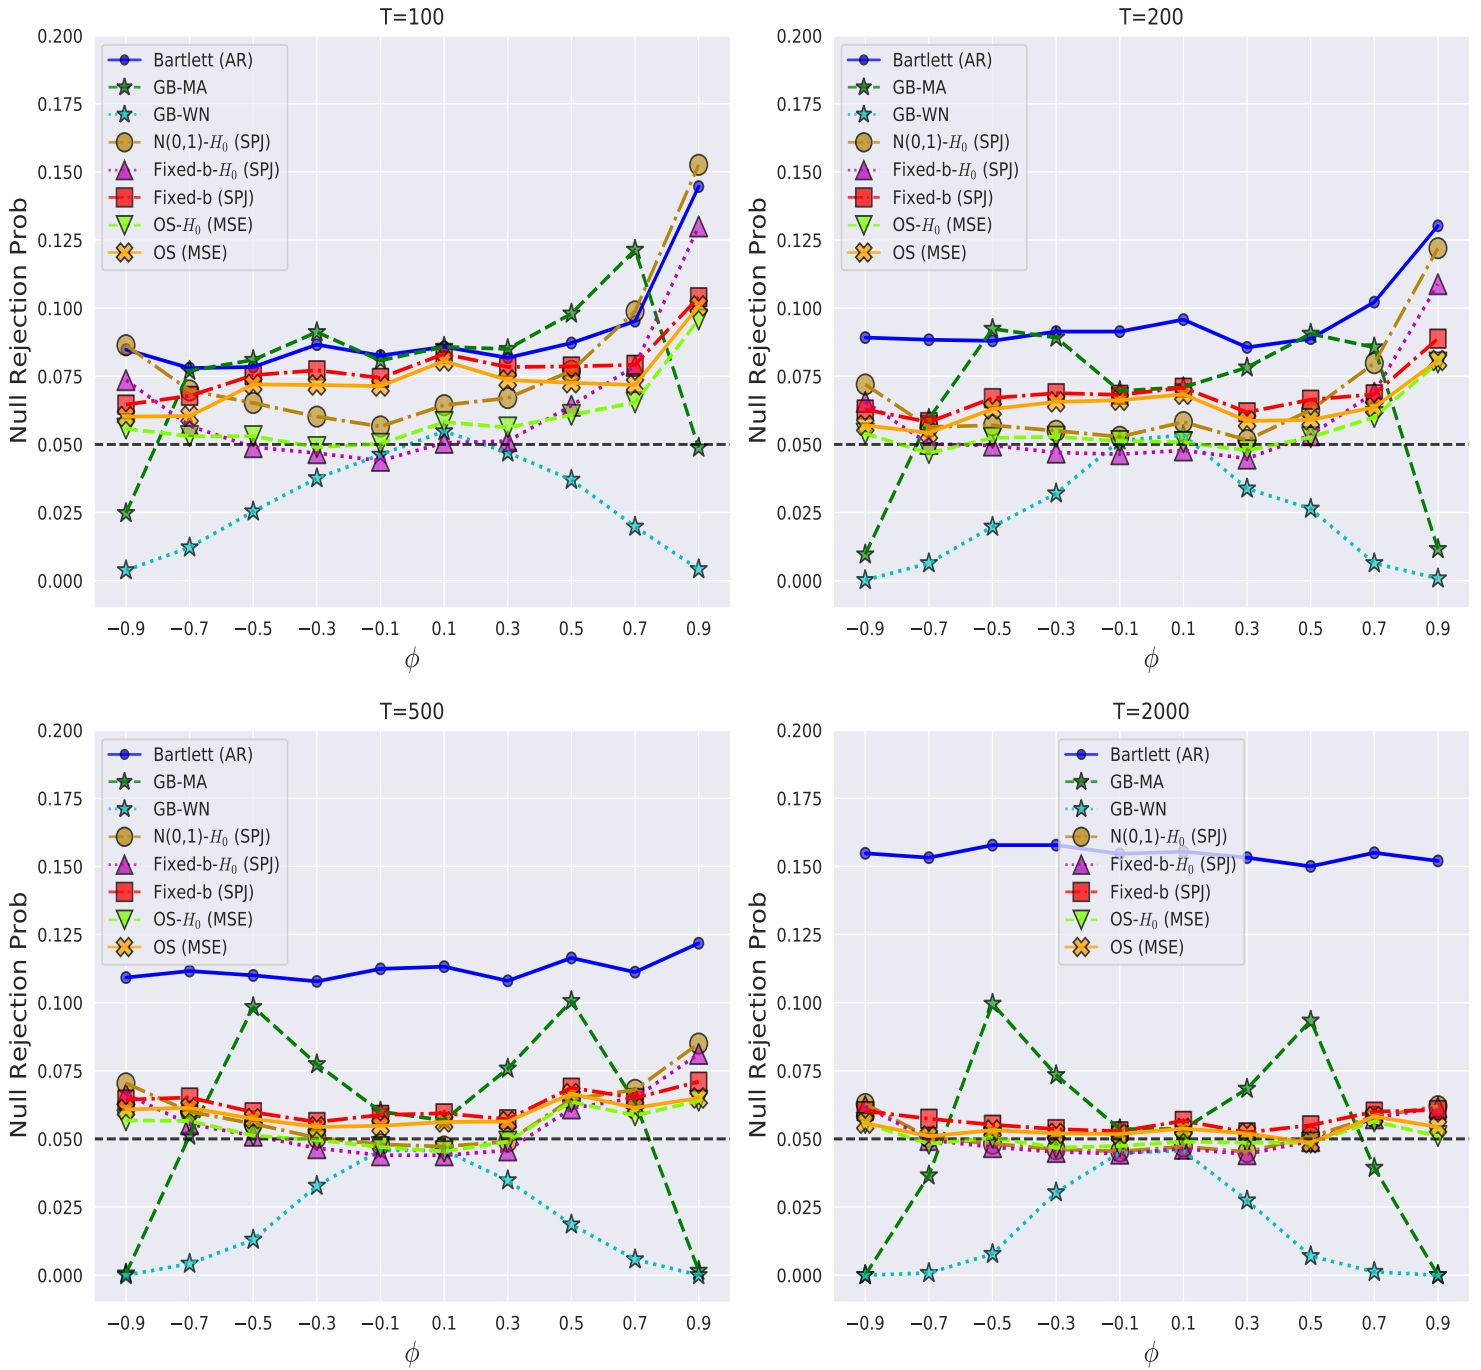 T=100
Null Rejection Prob
0.200
0.175
0.150
0.125
0.100
0.075
0.050
0.025
0.000
Bartlett (AR)
GB-MA
GB-WN
N(0,1)-H₀ (SPJ)
Fixed-b-H₀ (SPJ)
Fixed-b (SPJ)
OS-H₀ (MSE)
OS (MSE)
−0.9 −0.7 −0.5 −0.3 −0.1 0.1 0.3 0.5 0.7 0.9
ϕ
T=200
Null Rejection Prob
0.200
0.175
0.150
0.125
0.100
0.075
0.050
0.025
0.000
Bartlett (AR)
GB-MA
GB-WN
N(0,1)-H₀ (SPJ)
Fixed-b-H₀ (SPJ)
Fixed-b (SPJ)
OS-H₀ (MSE)
OS (MSE)
−0.9 −0.7 −0.5 −0.3 −0.1 0.1 0.3 0.5 0.7 0.9
ϕ
T=500
Null Rejection Prob
0.200
0.175
0.150
0.125
0.100
0.075
0.050
0.025
0.000
Bartlett (AR)
GB-MA
GB-WN
N(0,1)-H₀ (SPJ)
Fixed-b-H₀ (SPJ)
Fixed-b (SPJ)
OS-H₀ (MSE)
OS (MSE)
−0.9 −0.7 −0.5 −0.3 −0.1 0.1 0.3 0.5 0.7 0.9
ϕ
T=2000
Null Rejection Prob
0.200
0.175
0.150
0.125
0.100
0.075
0.050
0.025
0.000
Bartlett (AR)
GB-MA
GB-WN
N(0,1)-H₀ (SPJ)
Fixed-b-H₀ (SPJ)
Fixed-b (SPJ)
OS-H₀ (MSE)
OS (MSE)
−0.9 −0.7 −0.5 −0.3 −0.1 0.1 0.3 0.5 0.7 0.9
ϕ